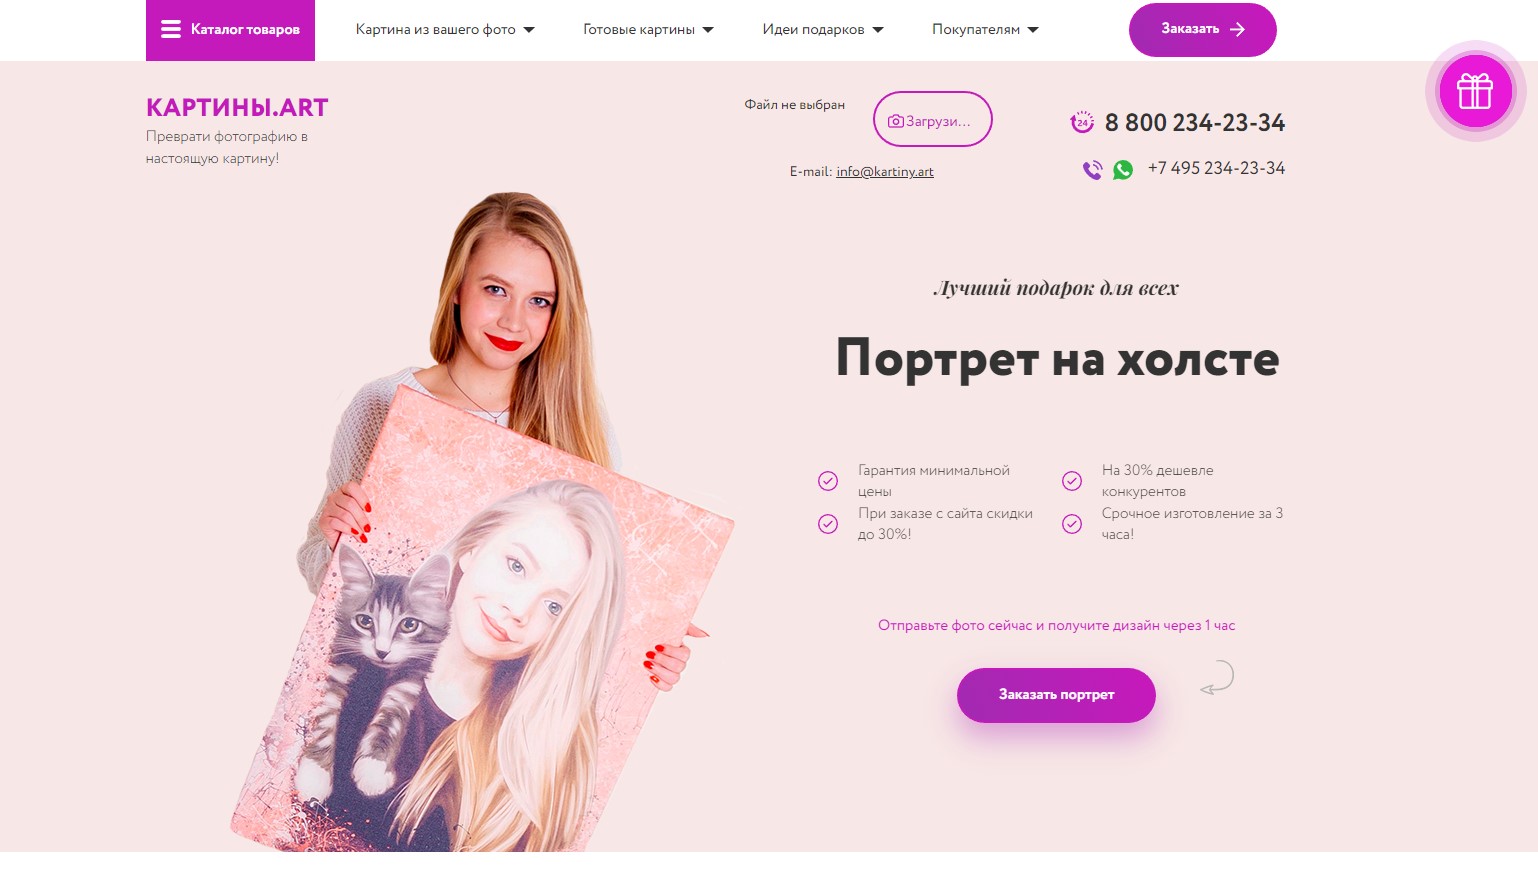 Каталог товаров
Картина из вашего фото
Готовые картины
Идеи подарков
Покупателям
Заказать
КАРТИНЫ.ART
Преврати фотографию в
настоящую картину!
Файл не выбран
Загрузи...
E-mail: info@kartiny.art
24
8 800 234-23-34
+7 495 234-23-34
Лучший подарок для всех
Портрет на холсте
Гарантия минимальной
цены
На 30% дешевле
конкурентов
При заказе с сайта скидки
до 30%!
Срочное изготовление за 3
часа!
Отправьте фото сейчас и получите дизайн через 1 час
Заказать портрет